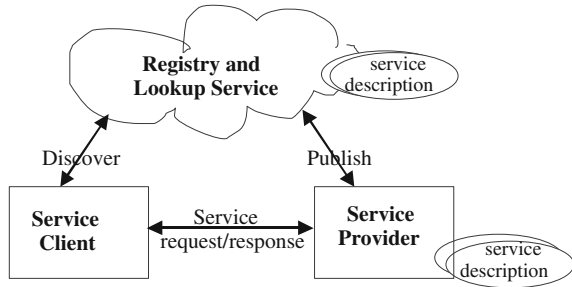 Registry and
Lookup Service
service
description
Discover
Publish
Service
Client
Service
request/response
Service
Provider
service
description